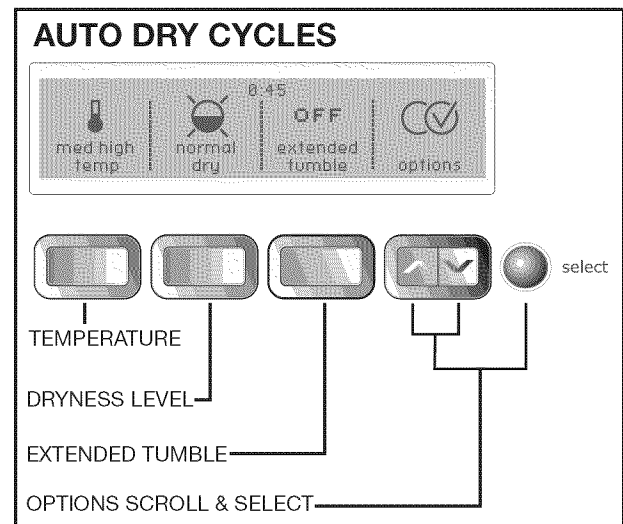 AUTO DRY CYCLES
0:45
OFF
med high temp
normal dry
extended tumble
options
select
TEMPERATURE
DRYNESS LEVEL
EXTENDED TUMBLE
OPTIONS SCROLL & SELECT